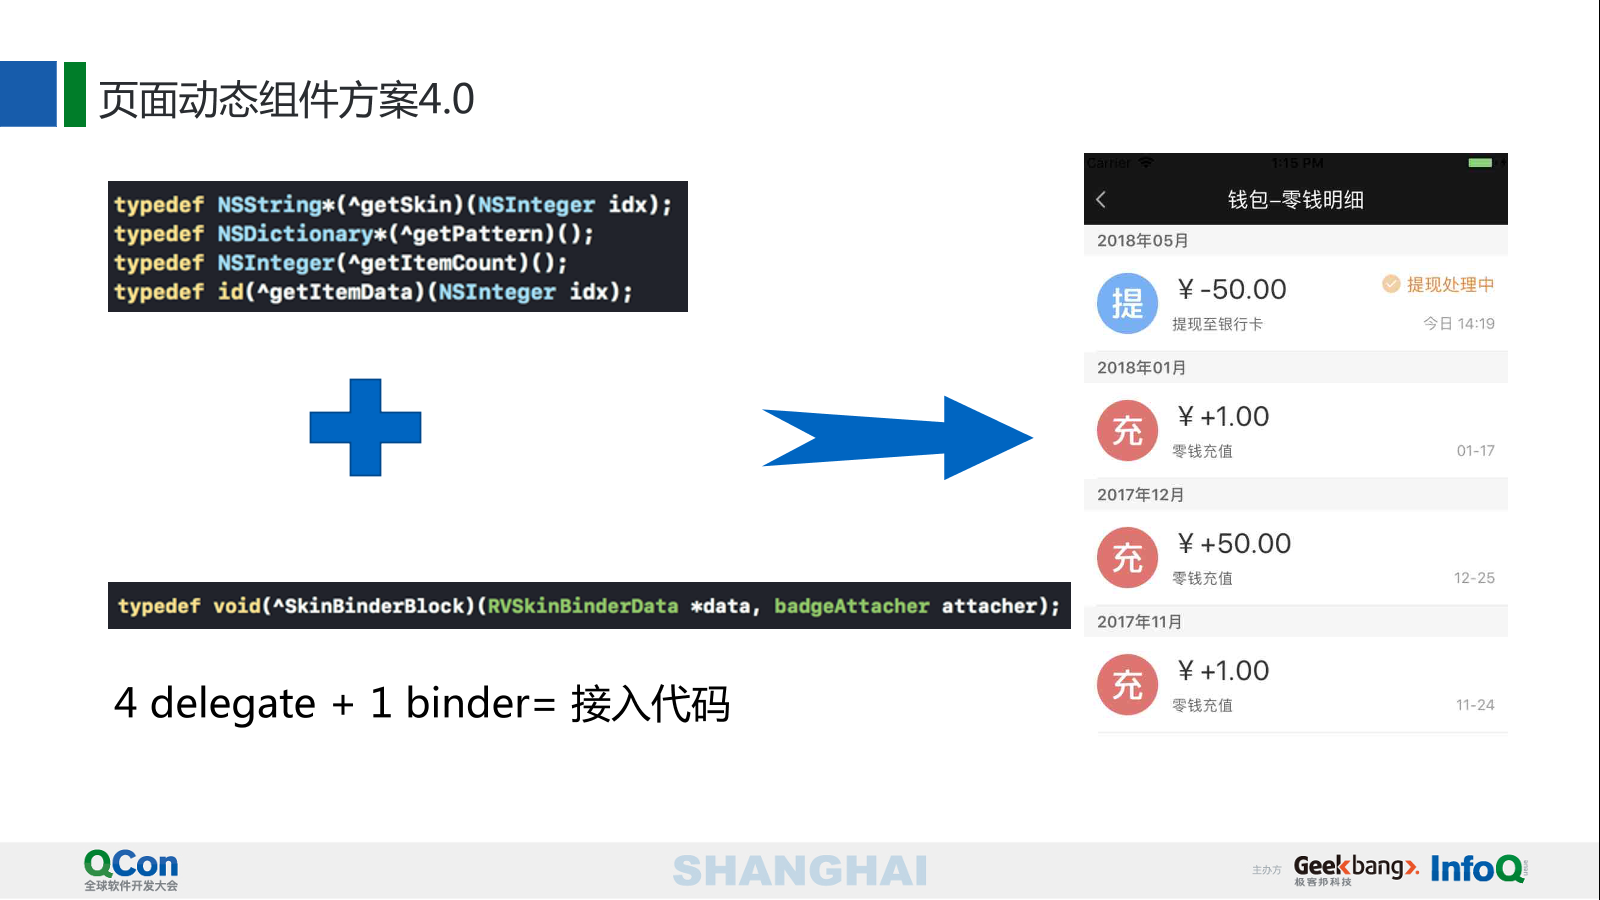 页面动态组件方案4.0
typedef NSString*(^getSkin)(NSInteger idx);
typedef NSDictionary*(^getPattern)();
typedef NSInteger(^getItemCount)();
typedef id(^getItemData)(NSInteger idx);
typedef void(^SkinBinderBlock)(RVSkinBinderData *data, badgeAttacher attacher);
4 delegate + 1 binder= 接入代码
Carrier 1:15 PM
钱包-零钱明细
2018年05月
提
¥ -50.00
提现处理中
提现至银行卡
今日 14:19
2018年01月
充
¥ +1.00
零钱充值
01-17
2017年12月
充
¥ +50.00
零钱充值
12-25
2017年11月
充
¥ +1.00
零钱充值
11-24
QCon
全球软件开发大会
SHANGHAI
主办方
Geekbang>.
极客邦科技
InfoQ